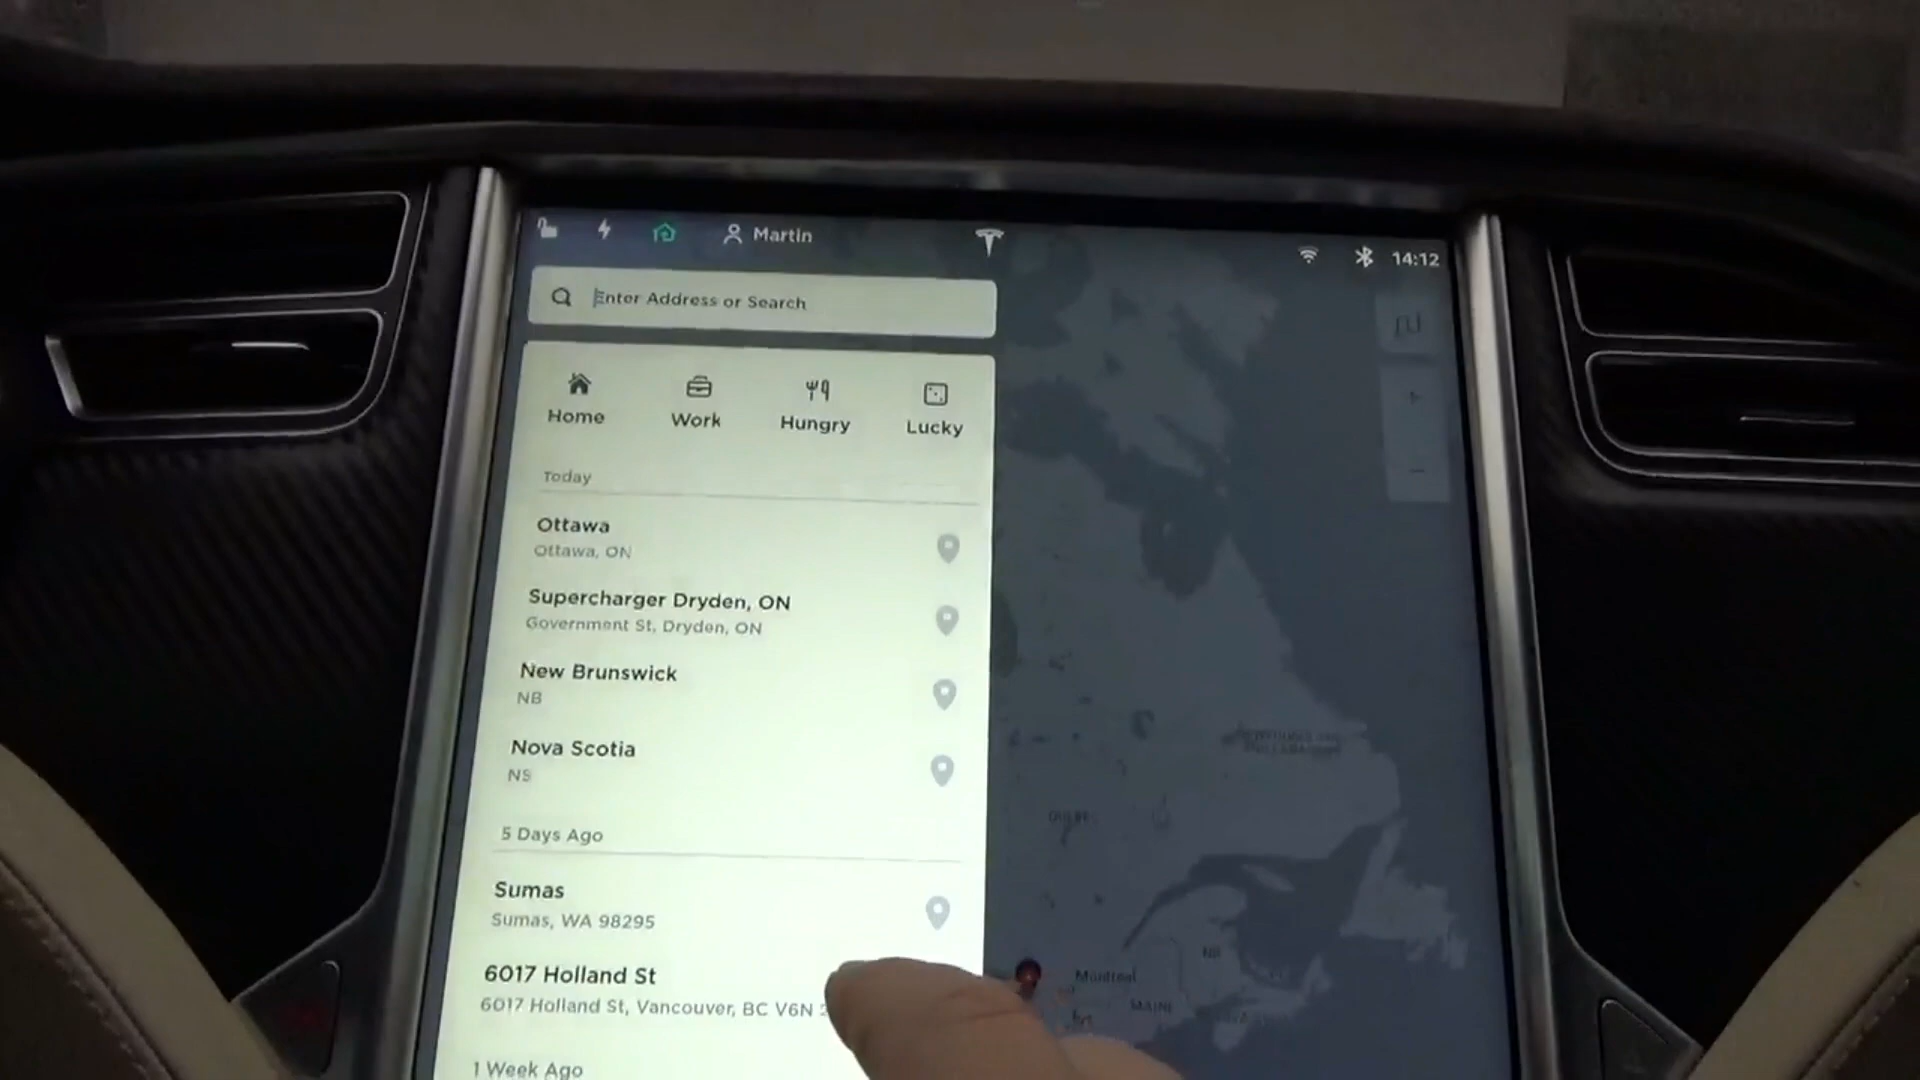 Martin
14:12
Enter Address or Search
Home
Work
Hungry
Lucky
Today
Ottawa
Ottawa, ON
Supercharger Dryden, ON
Government St, Dryden, ON
New Brunswick
NB
Nova Scotia
NS
5 Days Ago
Sumas
Sumas, WA 98295
6017 Holland St
6017 Holland St, Vancouver, BC V6N
1 Week Ago
QUEBEC
NB
Montreal
MAINE